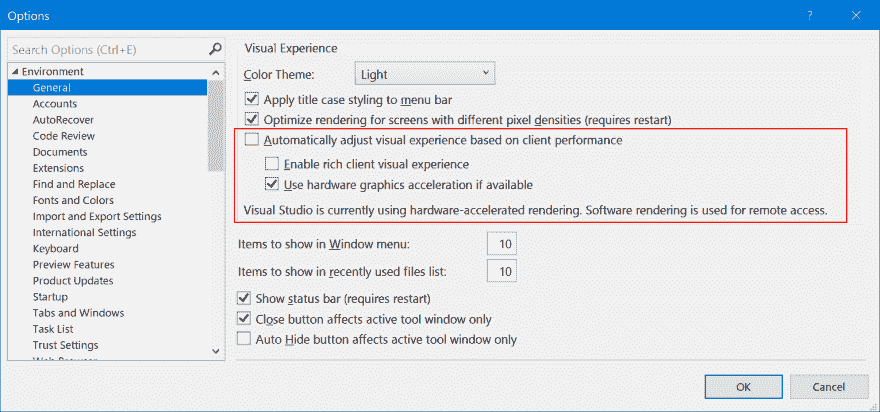 Options
? ×
Search Options (Ctrl+E)
Environment
General
Accounts
AutoRecover
Code Review
Documents
Extensions
Find and Replace
Fonts and Colors
Import and Export Settings
International Settings
Keyboard
Preview Features
Product Updates
Startup
Tabs and Windows
Task List
Trust Settings
Web Browser
Visual Experience
Color Theme: Light
Apply title case styling to menu bar
Optimize rendering for screens with different pixel densities (requires restart)
Automatically adjust visual experience based on client performance
Enable rich client visual experience
Use hardware graphics acceleration if available
Visual Studio is currently using hardware-accelerated rendering. Software rendering is used for remote access.
Items to show in Window menu: 10
Items to show in recently used files list: 10
Show status bar (requires restart)
Close button affects active tool window only
Auto Hide button affects active tool window only
OK Cancel